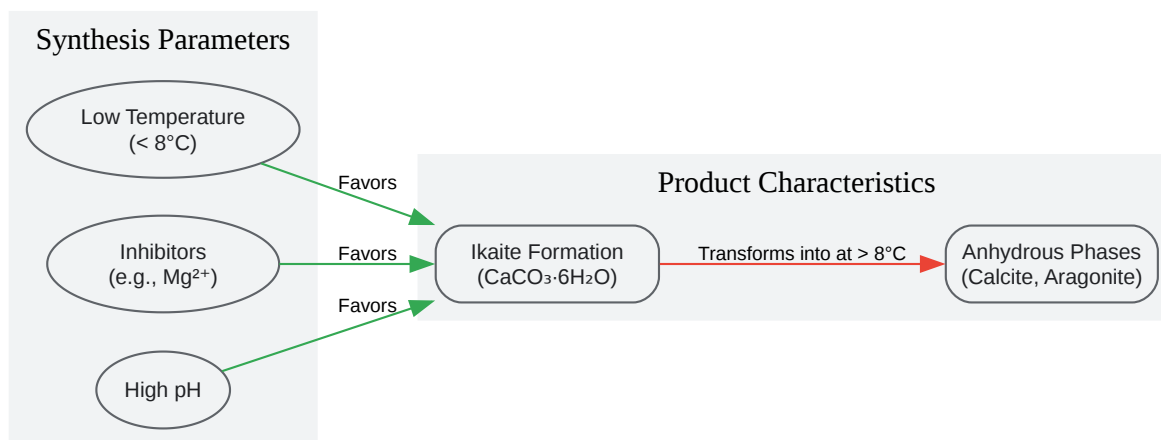 Synthesis Parameters
Low Temperature
(< 8°C)
Favors
Product Characteristics
Inhibitors
(e.g., Mg²⁺)
Favors
Ikaite Formation
(CaCO₃·6H₂O)
Transforms into at > 8°C
Anhydrous Phases
(Calcite, Aragonite)
Favors
High pH